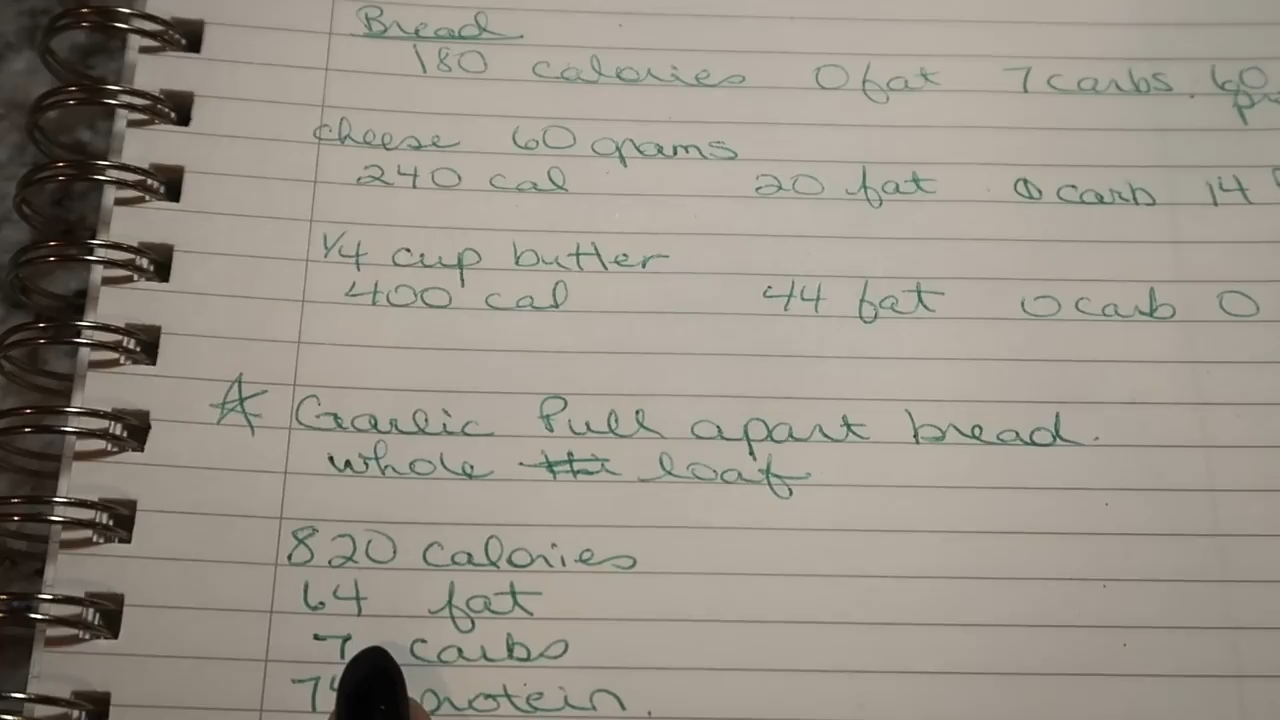 Bread
180 calories 0 fat 7 carbs. 60
cheese 60 grams
240 cal 20 fat 0 carb 14
1/4 cup butter
400 cal 44 fat 0 carb 0
Garlic Pull apart bread.
whole loaf
820 calories
64 fat
7 carbs
protein.